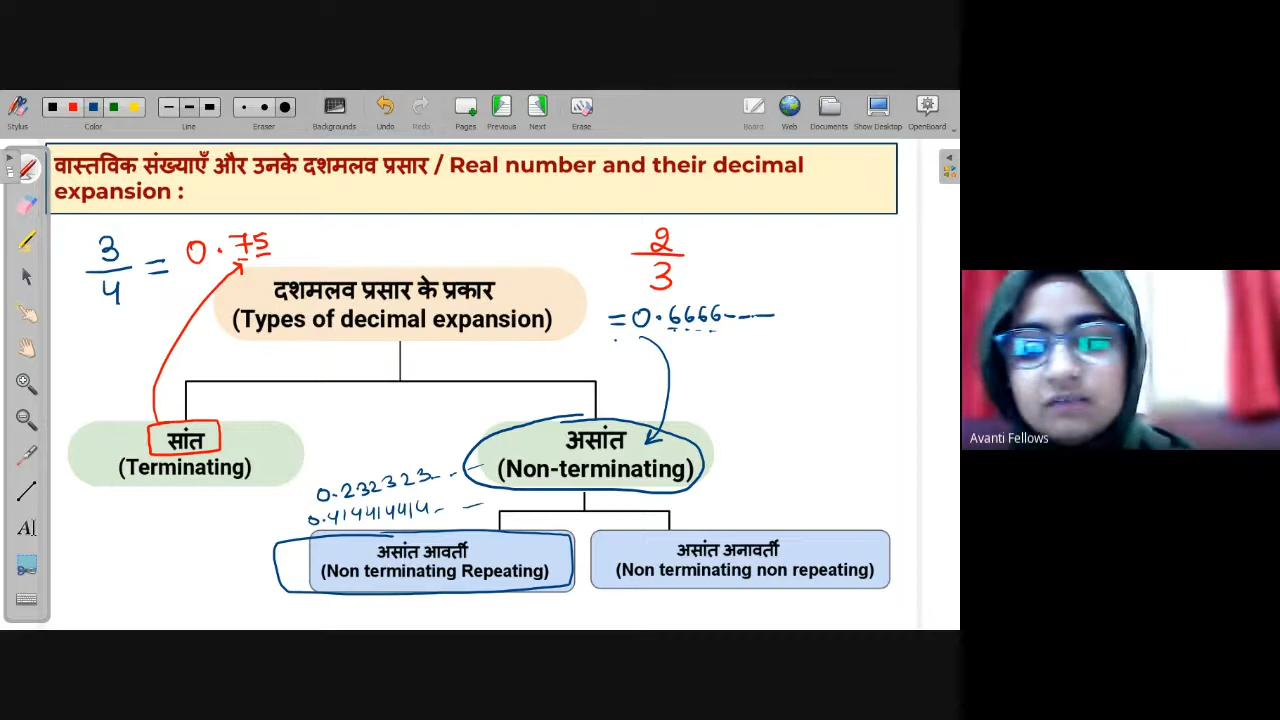 Stylus
Color
Line
Eraser
Backgrounds
Undo
Redo
Pages
Previous
Next
Erase
Board
Web
Documents
Show Desktop
OpenBoard
वास्तविक संख्याएँ और उनके दशमलव प्रसार / Real number and their decimal
expansion :
3/4 = 0.75
2/3
= 0.6666----
दशमलव प्रसार के प्रकार
(Types of decimal expansion)
सांत
(Terminating)
असांत
(Non-terminating)
0.232323-- -
0.414414414-- -
असांत आवर्ती
(Non terminating Repeating)
असांत अनावर्ती
(Non terminating non repeating)
Avanti Fellows